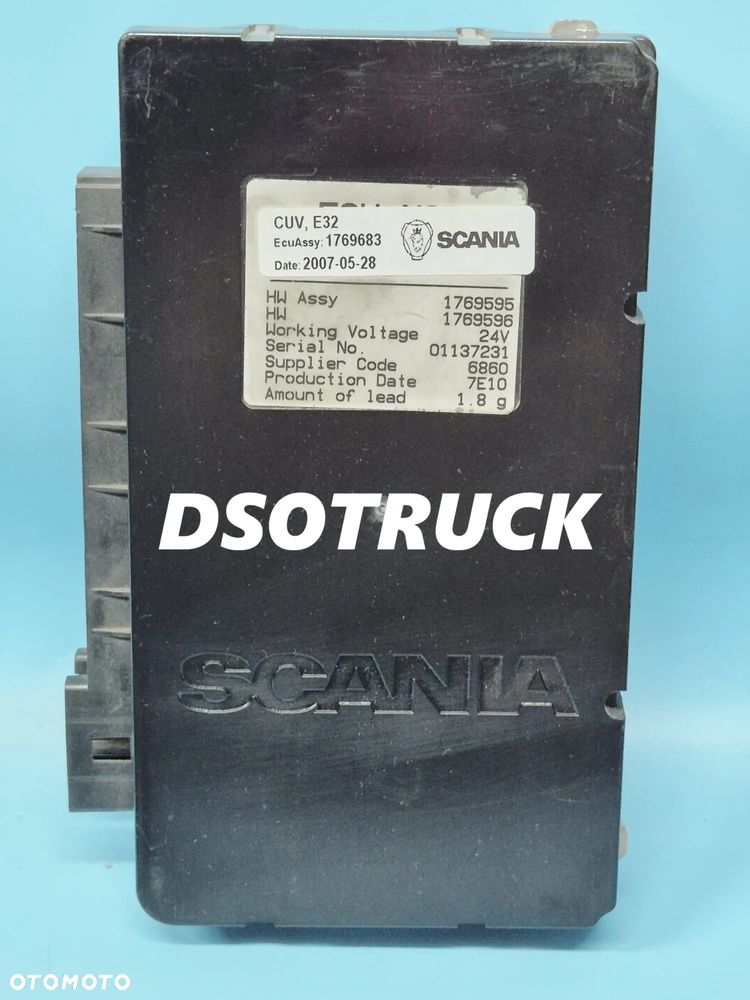 CUV, E32
EcuAssy: 1769683
Date: 2007-05-28
SCANIA
HW Assy 1769595
HW 1769596
Working Voltage 24V
Serial No. 01137231
Supplier Code 6860
Production Date 7E10
Amount of lead 1.8 g
DSOTRUCK
SCANIA
OTOMOTO